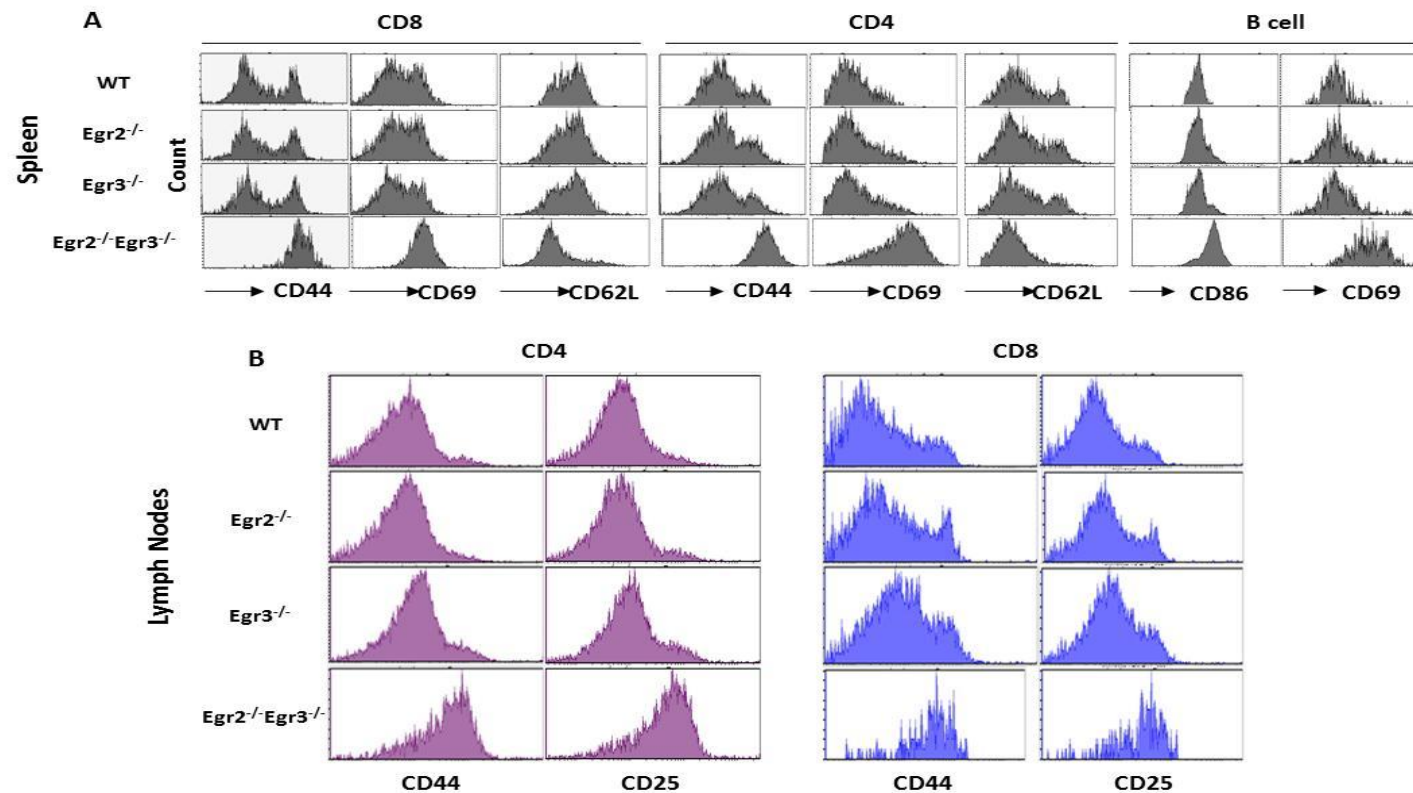 A
CD8 CD4 B cell
Spleen
Count
WT
Egr2-/-
Egr3-/-
Egr2-/-Egr3-/-
CD44 CD69 CD62L CD44 CD69 CD62L CD86 CD69
B
CD4 CD8
Lymph Nodes
WT
Egr2-/-
Egr3-/-
Egr2-/-Egr3-/-
CD44 CD25 CD44 CD25